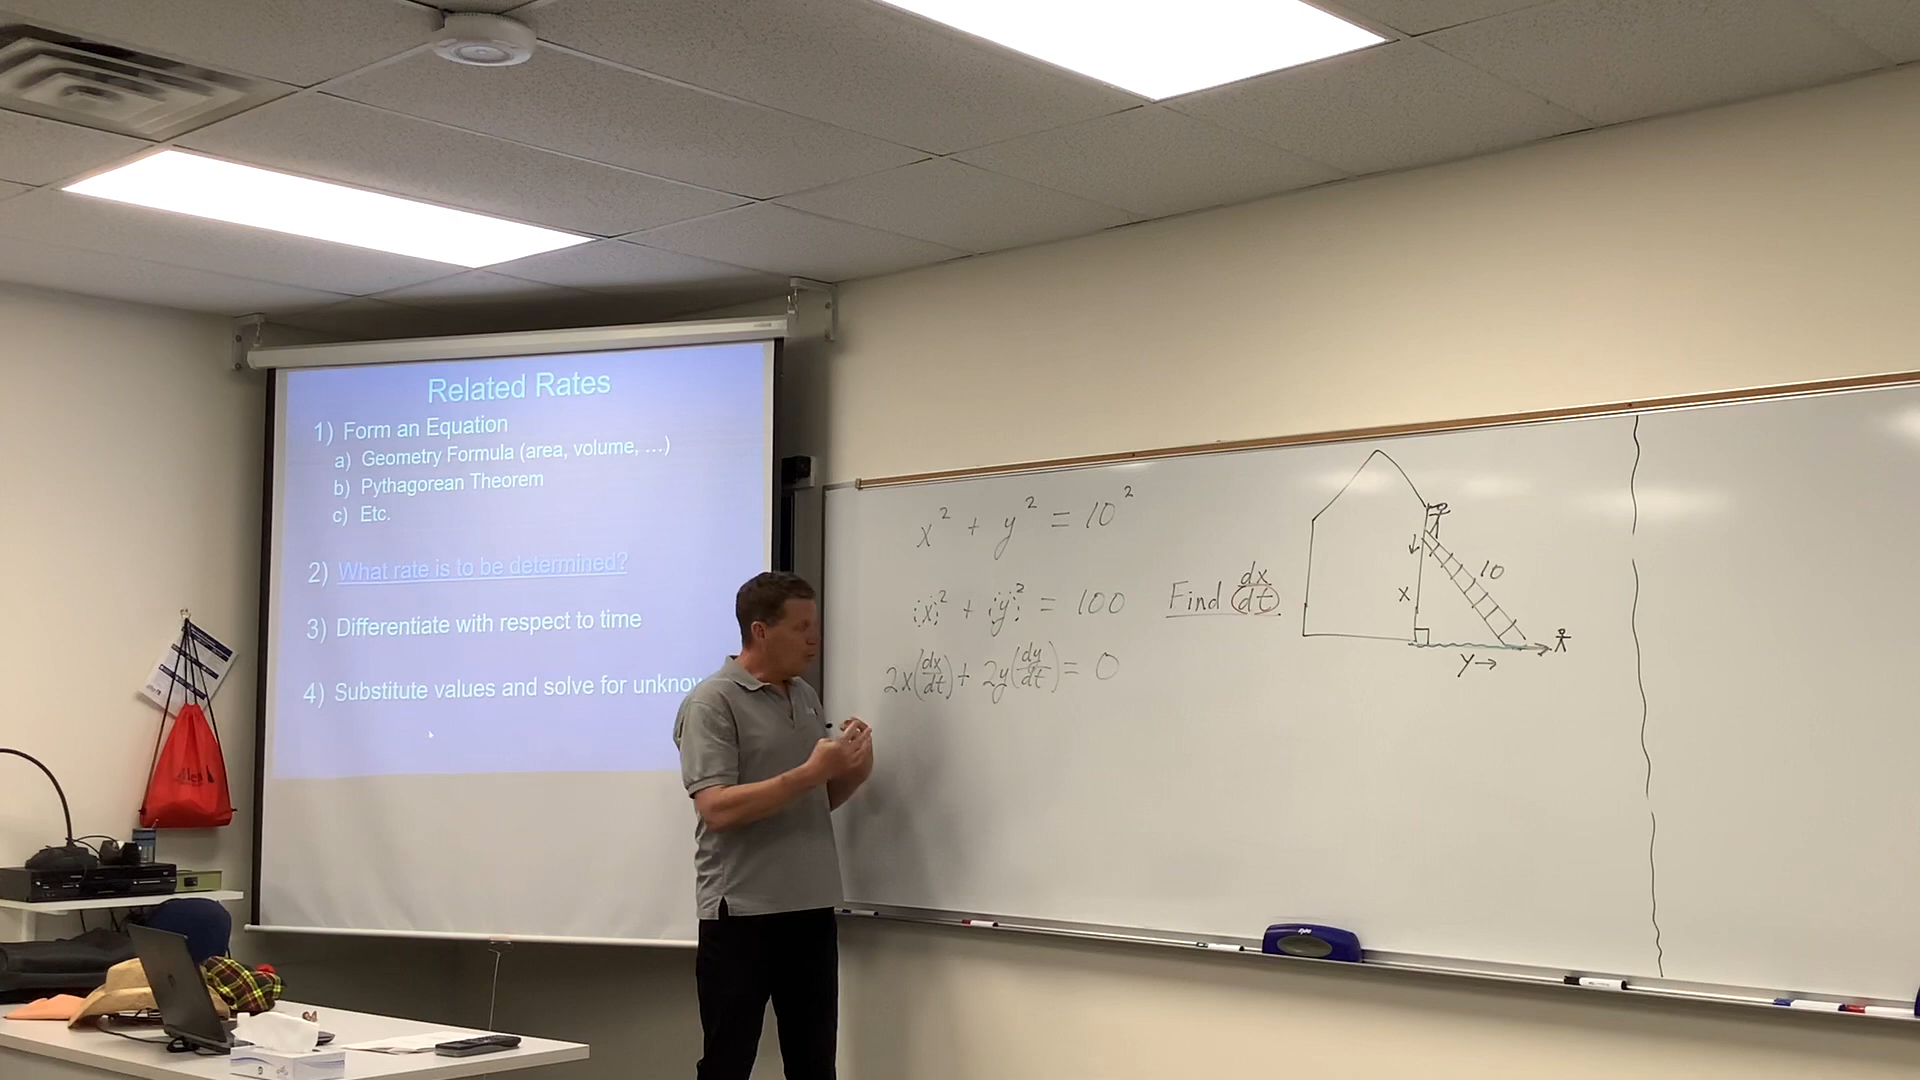 Related Rates
1) Form an Equation
a) Geometry Formula (area, volume, ...)
b) Pythagorean Theorem
c) Etc.
2) What rate is to be determined?
3) Differentiate with respect to time
4) Substitute values and solve for unknow
x² + y² = 10²
(x)² + (y)² = 100
2x(dx/dt) + 2y(dy/dt) = 0
Find dx/dt
10
x
y→